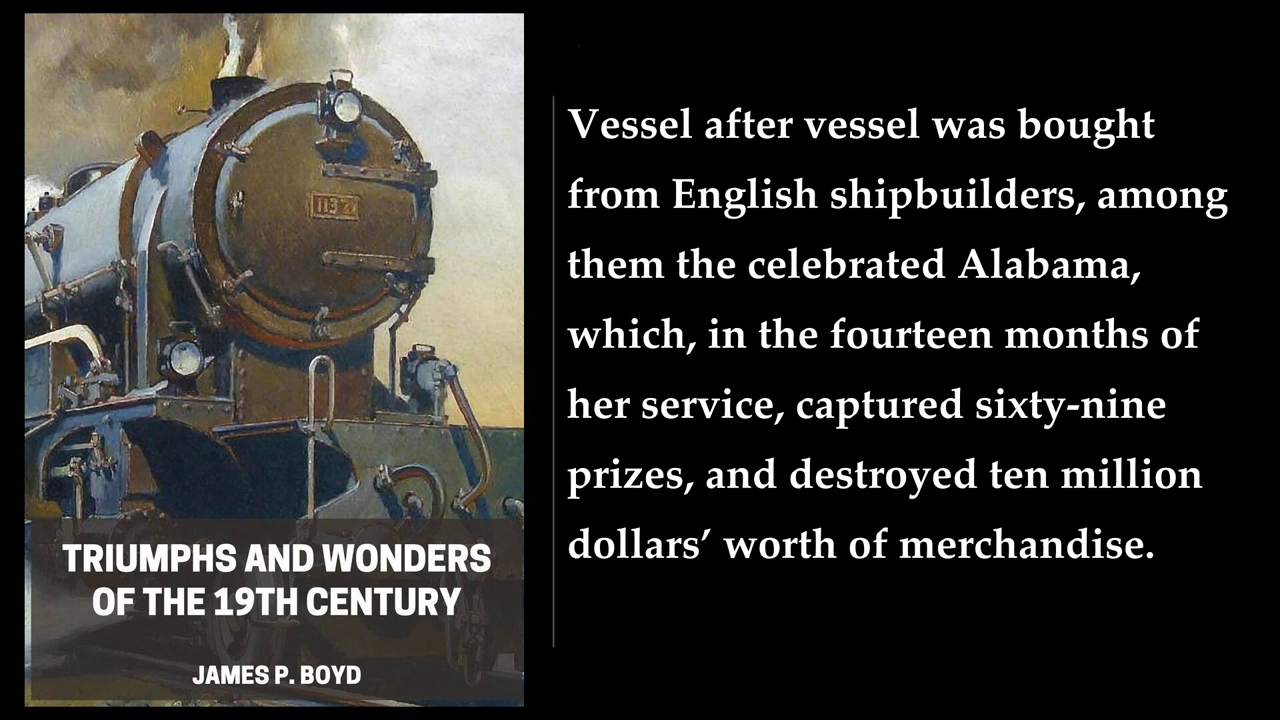 TRIUMPHS AND WONDERS
OF THE 19TH CENTURY
JAMES P. BOYD
Vessel after vessel was bought
from English shipbuilders, among
them the celebrated Alabama,
which, in the fourteen months of
her service, captured sixty-nine
prizes, and destroyed ten million
dollars’ worth of merchandise.